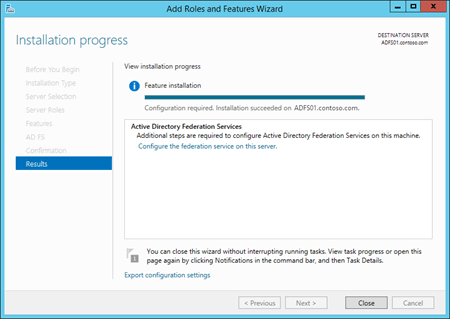 Add Roles and Features Wizard
Installation progress
DESTINATION SERVER
ADFS01.contoso.com
Before You Begin
Installation Type
Server Selection
Server Roles
Features
AD FS
Confirmation
Results
View installation progress
Feature installation
Configuration required. Installation succeeded on ADFS01.contoso.com.
Active Directory Federation Services
Additional steps are required to configure Active Directory Federation Services on this machine.
Configure the federation service on this server.
1
You can close this wizard without interrupting running tasks. View task progress or open this
page again by clicking Notifications in the command bar, and then Task Details.
Export configuration settings
< Previous
Next >
Close
Cancel